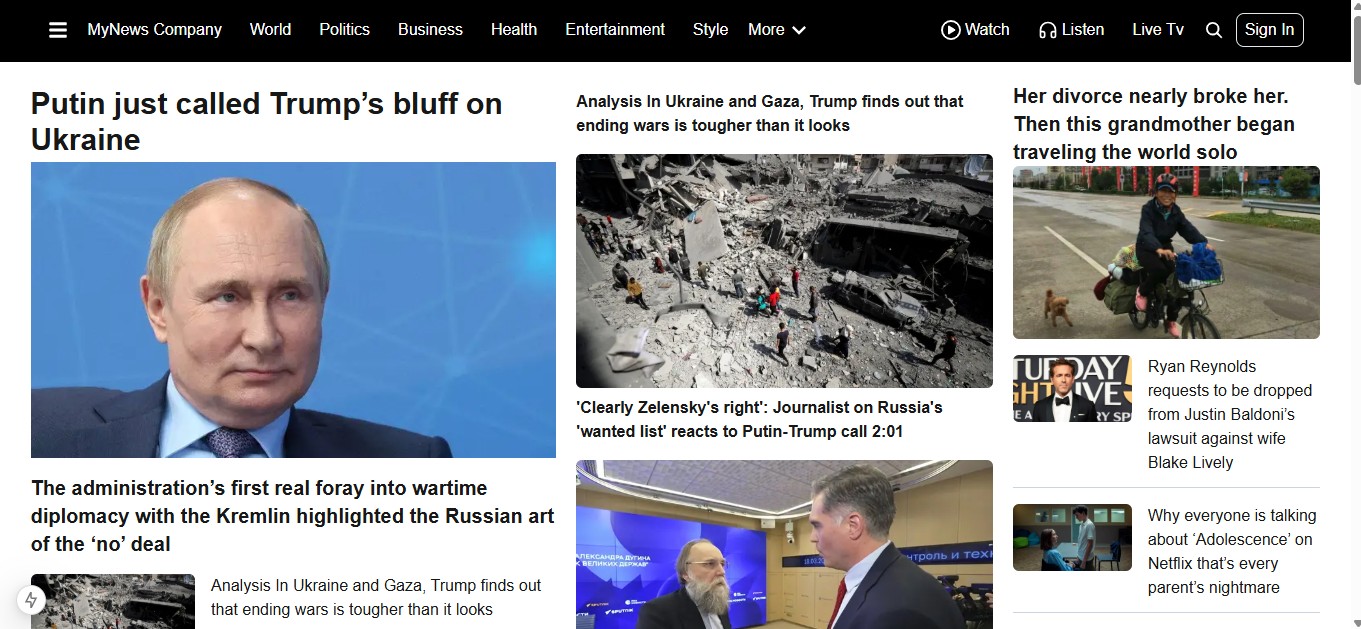 MyNews Company World Politics Business Health Entertainment Style More Watch Listen Live Tv Sign In
Putin just called Trump’s bluff on
Ukraine
The administration’s first real foray into wartime
diplomacy with the Kremlin highlighted the Russian art
of the ‘no’ deal
Analysis In Ukraine and Gaza, Trump finds out
that ending wars is tougher than it looks
Analysis In Ukraine and Gaza, Trump finds out that
ending wars is tougher than it looks
'Clearly Zelensky's right': Journalist on Russia's
'wanted list' reacts to Putin-Trump call 2:01
АЛЕКСАНДРА ДУГИНА
ВЕЛИКИХ ДЕРЖАВ"
SPUTNIK
SPUTNIK
нтроль и техн
Her divorce nearly broke her.
Then this grandmother began
traveling the world solo
TURDAY
GHT LIVE
Ryan Reynolds
requests to be dropped
from Justin Baldoni’s
lawsuit against wife
Blake Lively
Why everyone is talking
about ‘Adolescence’ on
Netflix that’s every
parent’s nightmare